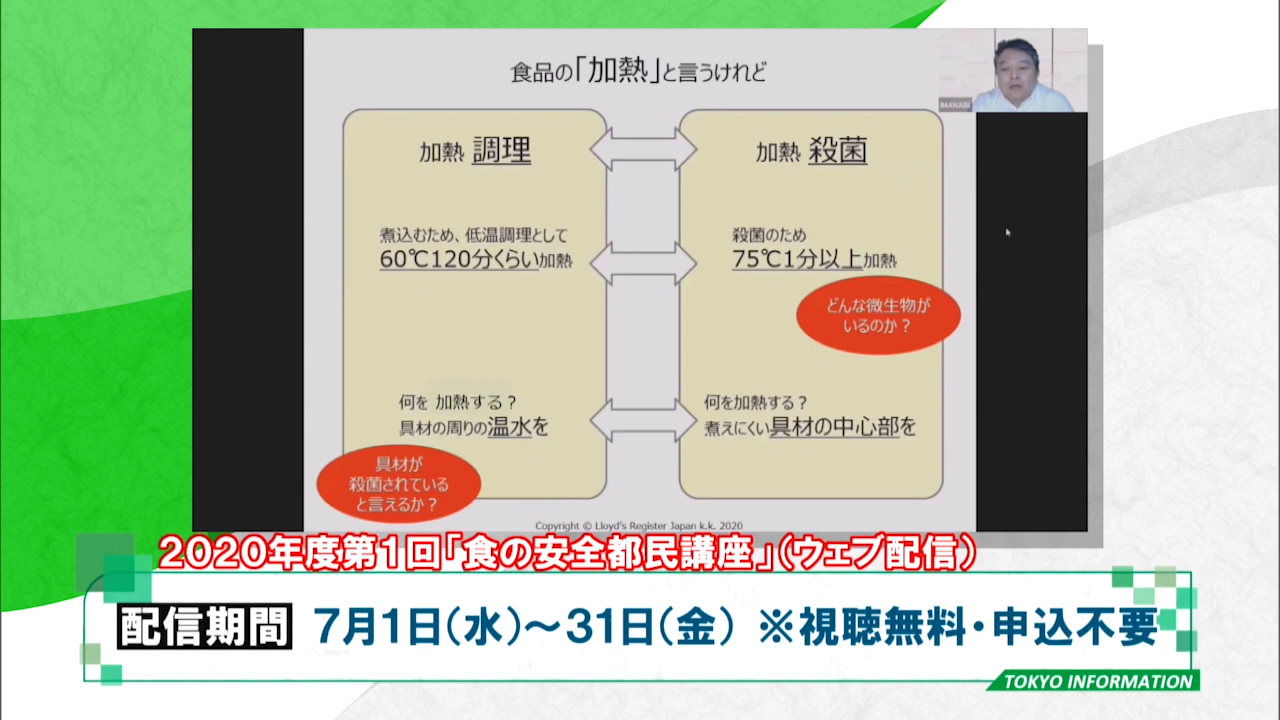 食品の「加熱」と言うけれど
IMANARI
加熱 調理
加熱 殺菌
煮込むため、低温調理として
60℃120分くらい加熱
殺菌のため
75℃1分以上加熱
どんな微生物が
いるのか？
何を 加熱する？
具材の周りの温水を
何を加熱する？
煮えにくい具材の中心部を
具材が
殺菌されている
と言えるか？
Copyright © Lloyd's Register Japan k.k. 2020
2020年度第1回「食の安全都民講座」（ウェブ配信）
配信期間 7月1日（水）～31日（金） ※視聴無料・申込不要
TOKYO INFORMATION